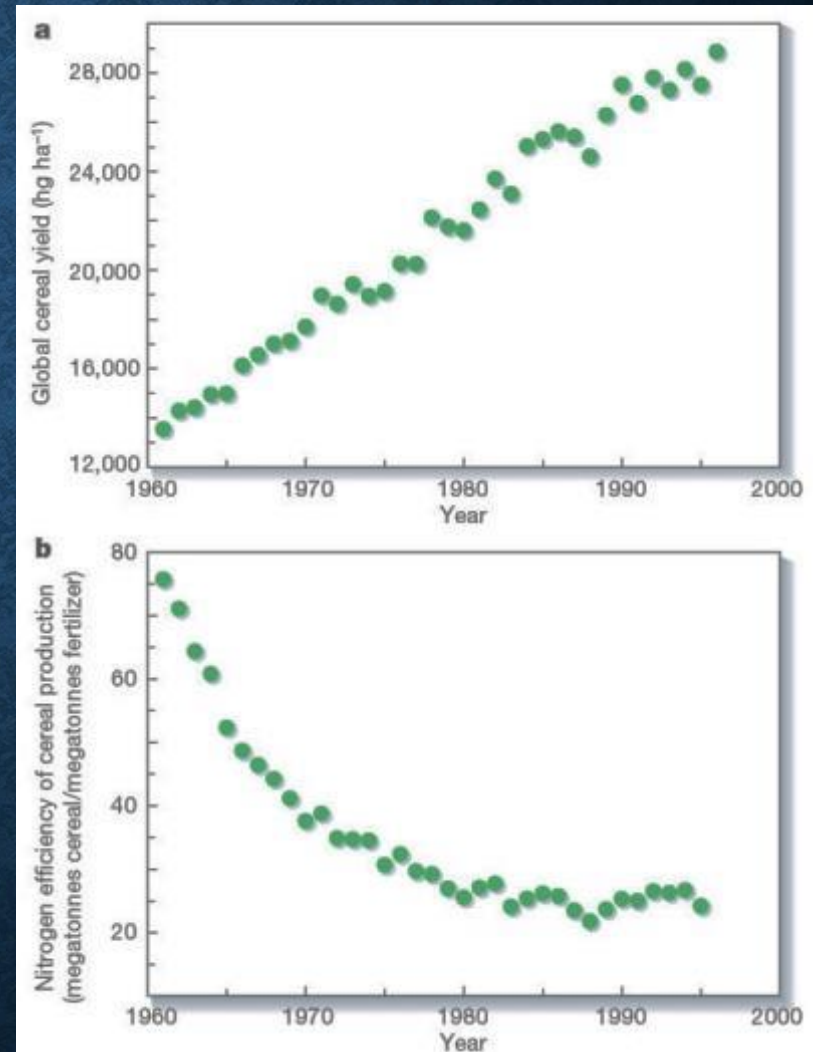 a
Global cereal yield (hg ha⁻¹)
28,000
24,000
20,000
16,000
12,000
1960 1970 1980 1990 2000
Year
b
Nitrogen efficiency of cereal production
(megatonnes cereal/megatonnes fertilizer)
80
60
40
20
1960 1970 1980 1990 2000
Year